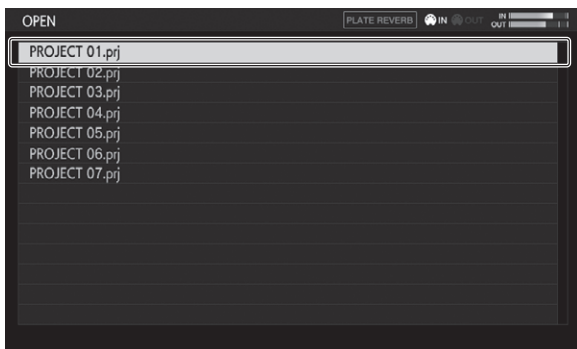 OPEN PLATE REVERB IN OUT IN
OUT
PROJECT 01.prj
PROJECT 02.prj
PROJECT 03.prj
PROJECT 04.prj
PROJECT 05.prj
PROJECT 06.prj
PROJECT 07.prj